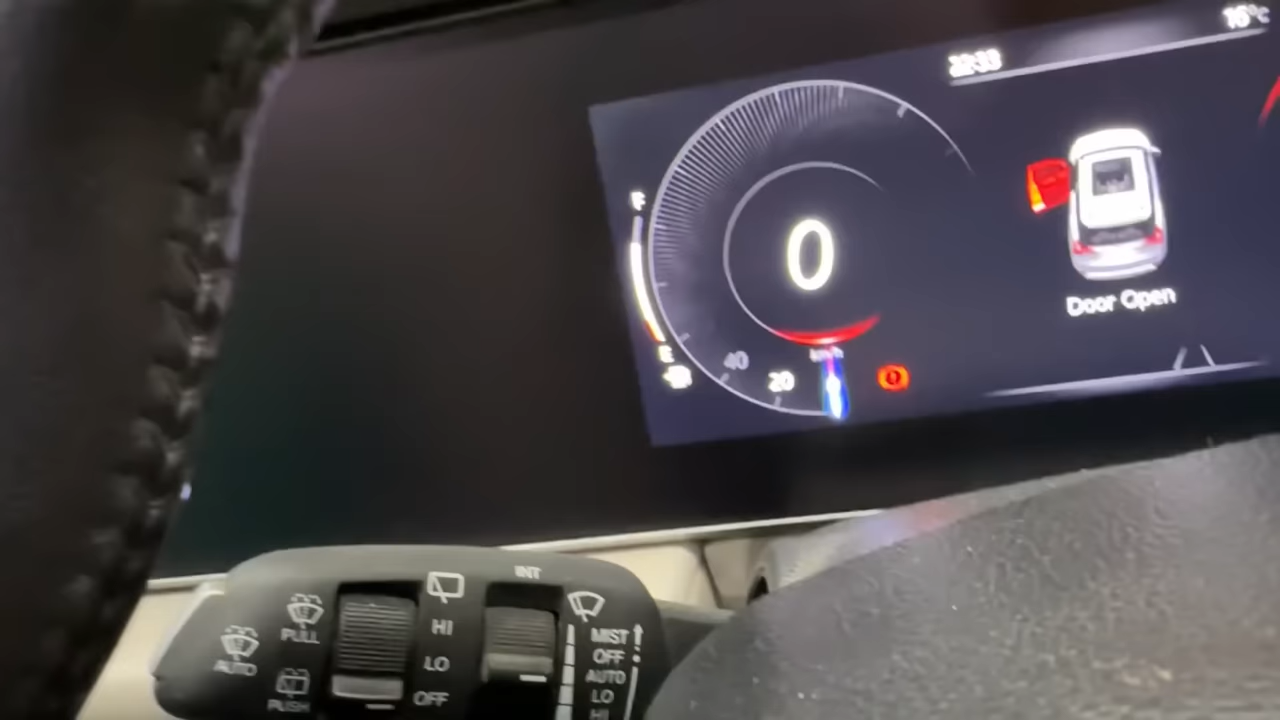 16°C
22:33
F
0
Door Open
E
40
km/h
20
INT
PULL
HI
MIST
OFF
AUTO
LO
AUTO
PUSH
OFF
LO
HI